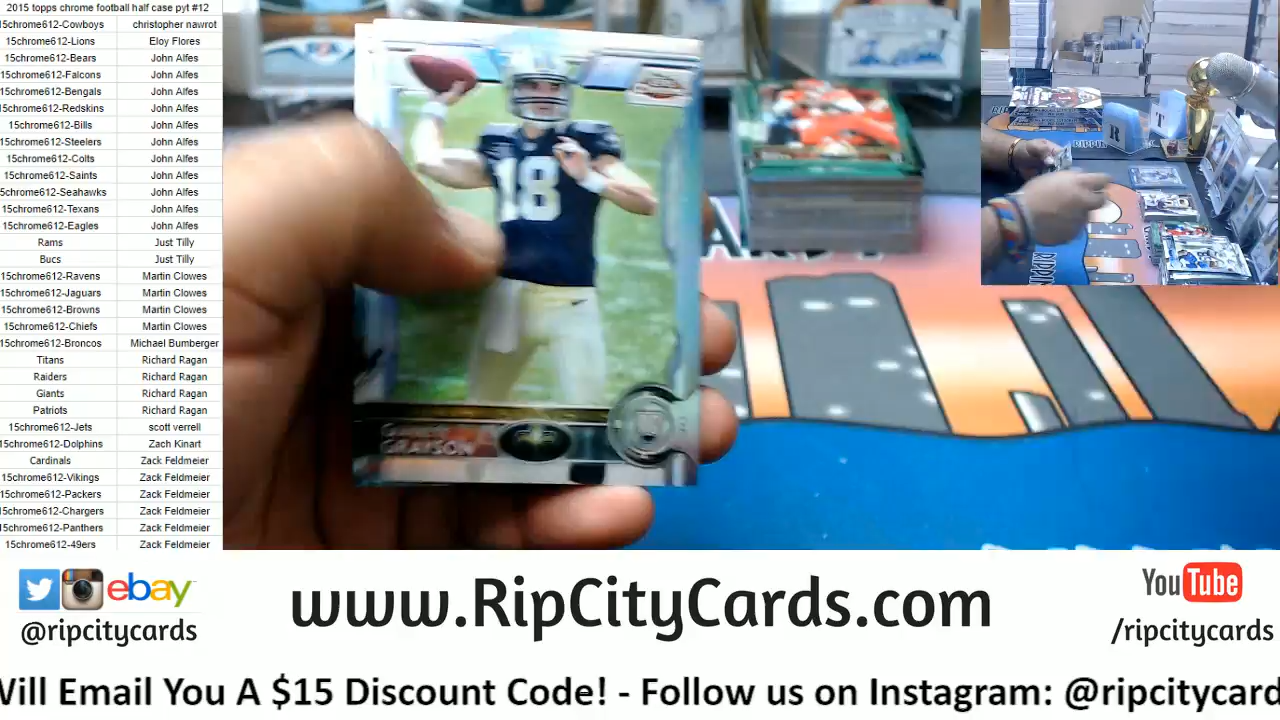 2015 topps chrome football half case pyt #12
15chrome612-Cowboys christopher nawrot
15chrome612-Lions Eloy Flores
15chrome612-Bears John Alfes
15chrome612-Falcons John Alfes
15chrome612-Bengals John Alfes
15chrome612-Redskins John Alfes
15chrome612-Bills John Alfes
15chrome612-Steelers John Alfes
15chrome612-Colts John Alfes
15chrome612-Saints John Alfes
15chrome612-Seahawks John Alfes
15chrome612-Texans John Alfes
15chrome612-Eagles John Alfes
Rams Just Tilly
Bucs Just Tilly
15chrome612-Ravens Martin Clowes
15chrome612-Jaguars Martin Clowes
15chrome612-Browns Martin Clowes
15chrome612-Chiefs Martin Clowes
15chrome612-Broncos Michael Bumberger
Titans Richard Ragan
Raiders Richard Ragan
Giants Richard Ragan
Patriots Richard Ragan
15chrome612-Jets scott verrell
15chrome612-Dolphins Zach Kinart
Cardinals Zack Feldmeier
15chrome612-Vikings Zack Feldmeier
15chrome612-Packers Zack Feldmeier
15chrome612-Chargers Zack Feldmeier
15chrome612-Panthers Zack Feldmeier
15chrome612-49ers Zack Feldmeier
18
GRAYSON
R
T
RIPPIN
ebay
@ripcitycards
www.RipCityCards.com
YouTube
/ripcitycards
Will Email You A $15 Discount Code! - Follow us on Instagram: @ripcitycard